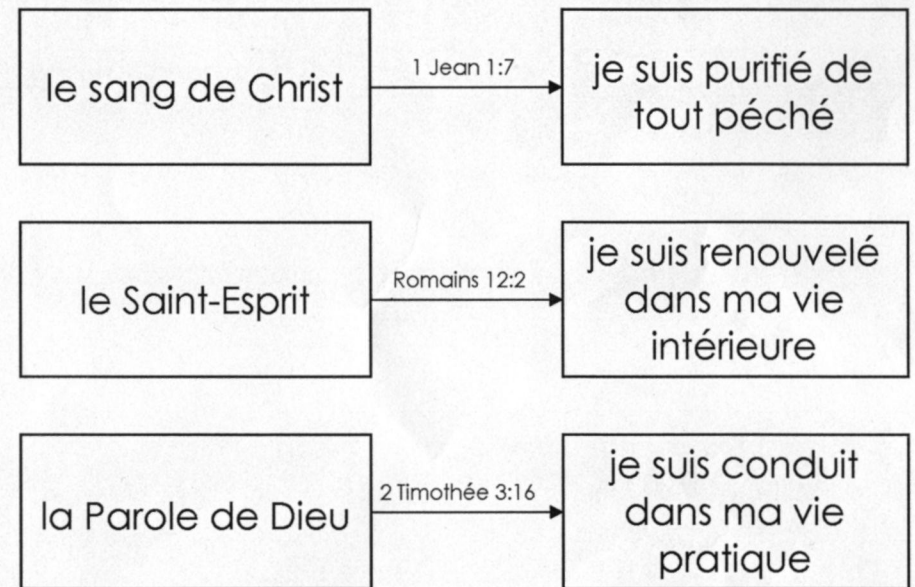 le sang de Christ
1 Jean 1:7
je suis purifié de
tout péché
le Saint-Esprit
Romains 12:2
je suis renouvelé
dans ma vie
intérieure
la Parole de Dieu
2 Timothée 3:16
je suis conduit
dans ma vie
pratique